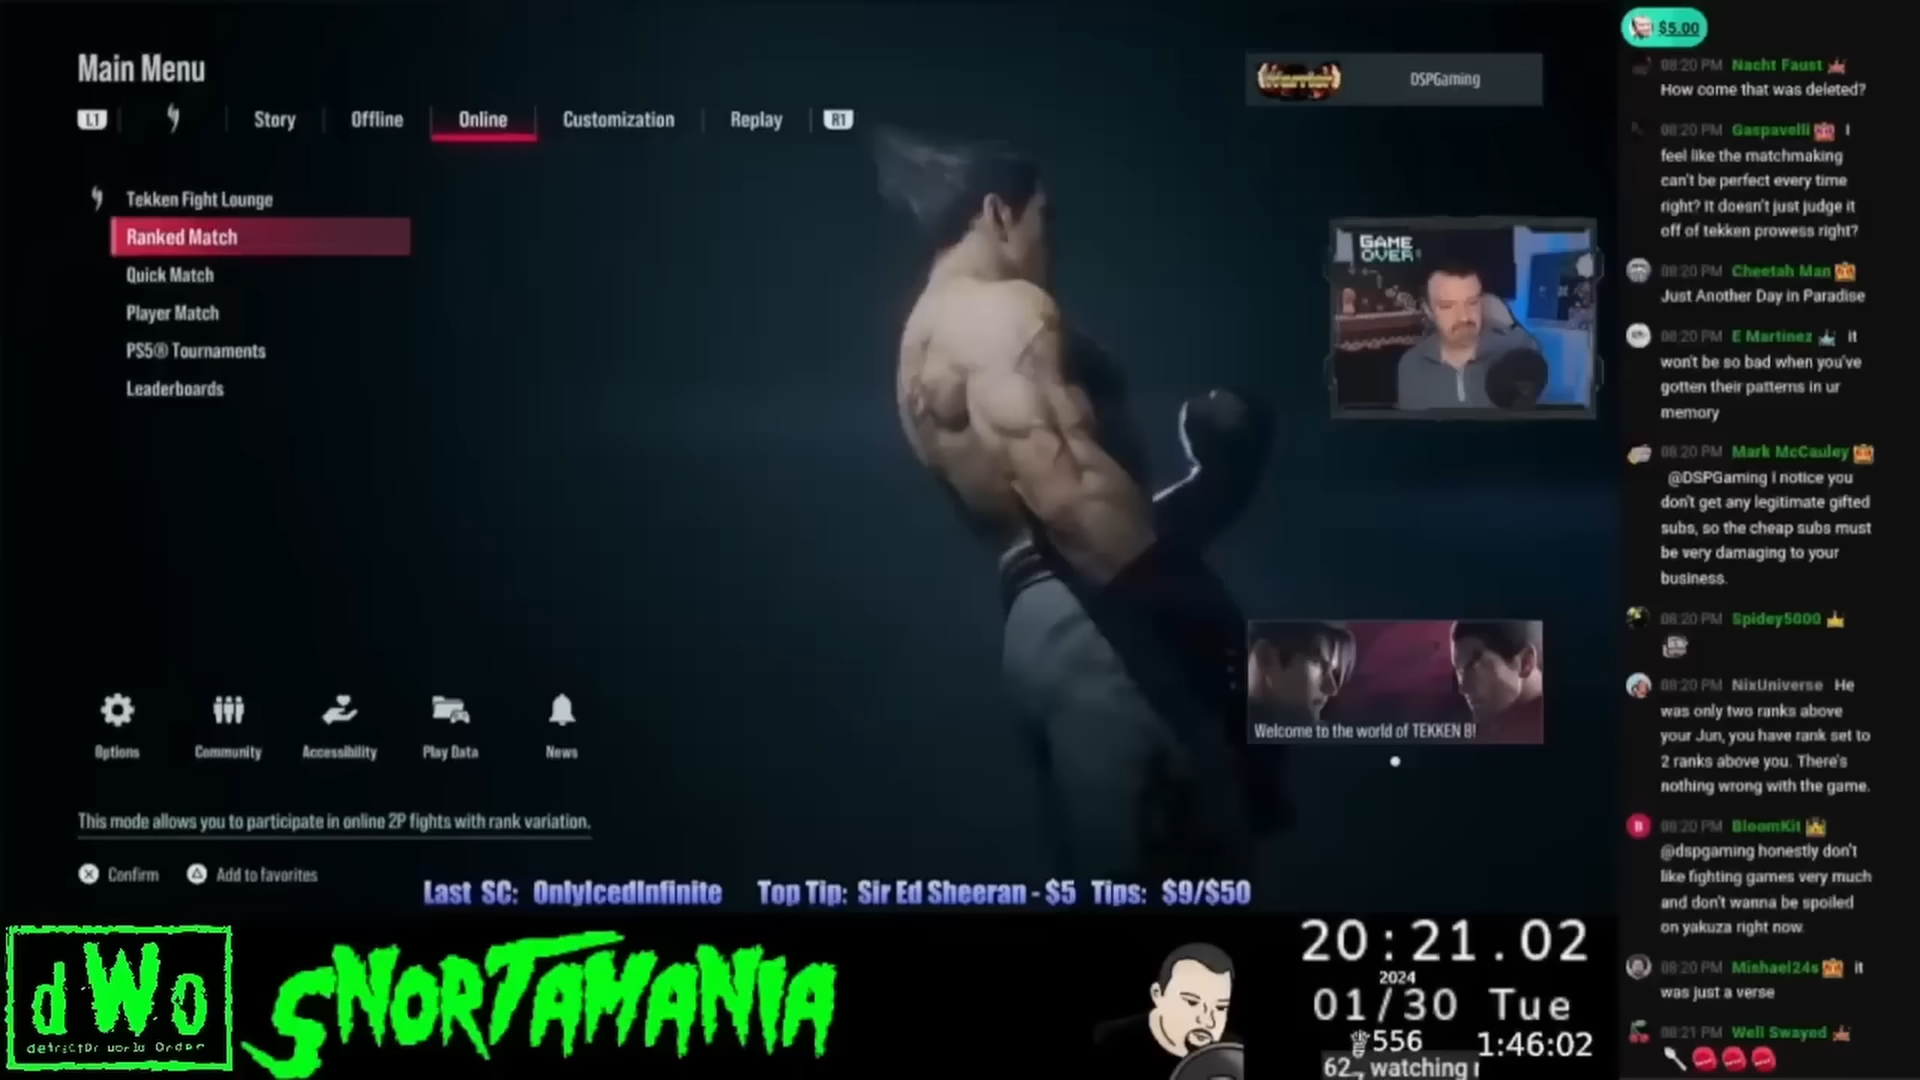 Main Menu
L1 Story Offline Online Customization Replay R1
Tekken Fight Lounge
Ranked Match
Quick Match
Player Match
PS5® Tournaments
Leaderboards
Options Community Accessibility Play Data News
This mode allows you to participate in online 2P fights with rank variation.
Confirm Add to favorites
DSPGaming
GAME
OVER
Welcome to the world of TEKKEN 8!
Last SC: OnlyIcedInfinite Top Tip: Sir Ed Sheeran - $5 Tips: $9/$50
dWo
detractor world Order
SNORTAMANIA
20:21.02
2024
01/30 Tue
556 1:46:02
62, watching
$5.00
08:20 PM Nacht Faust
How come that was deleted?
08:20 PM Gaspavelli I
feel like the matchmaking
can't be perfect every time
right? It doesn't just judge it
off of tekken prowess right?
08:20 PM Cheetah Man
Just Another Day in Paradise
08:20 PM E Martinez it
won't be so bad when you've
gotten their patterns in ur
memory
08:20 PM Mark McCauley
@DSPGaming I notice you
don't get any legitimate gifted
subs, so the cheap subs must
be very damaging to your
business.
08:20 PM Spidey5000
08:20 PM NixUniverse He
was only two ranks above
your Jun, you have rank set to
2 ranks above you. There's
nothing wrong with the game.
08:20 PM BloomKit
@dspgaming honestly don't
like fighting games very much
and don't wanna be spoiled
on yakuza right now.
08:20 PM Mishael24s it
was just a verse
08:21 PM Well Swayed